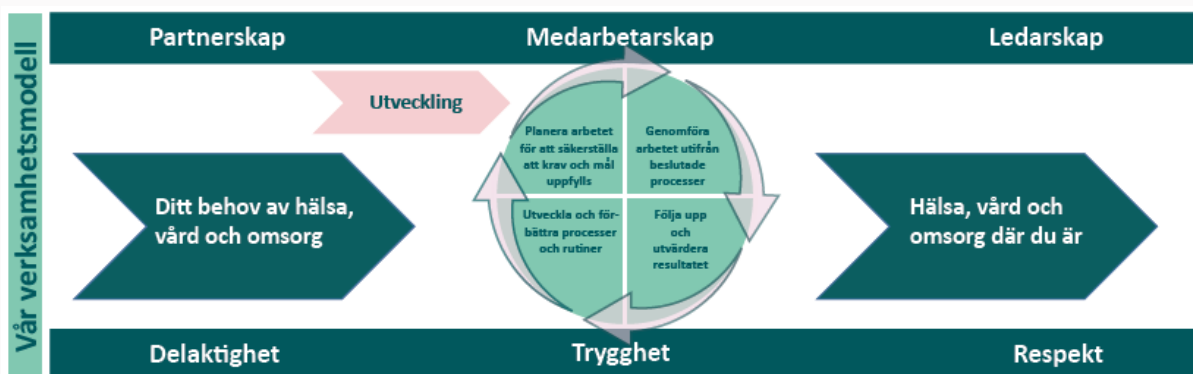 Vår verksamhetsmodell
Partnerskap
Medarbetarskap
Ledarskap
Utveckling
Planera arbetet
för att säkerställa
att krav och mål
uppfylls
Genomföra
arbetet utifrån
beslutade
processer
Ditt behov av hälsa,
vård och omsorg
Utveckla och för-
bättra processer
och rutiner
Följa upp
och
utvärdera
resultatet
Hälsa, vård och
omsorg där du är
Delaktighet
Trygghet
Respekt